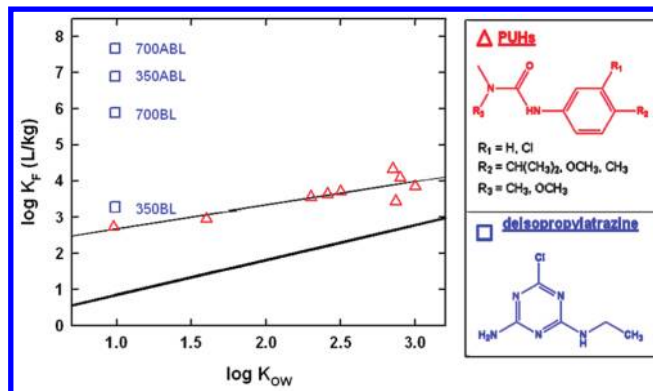 8
7
6
5
4
3
2
1
0
log K_F (L/kg)
700ABL
350ABL
700BL
350BL
1.0
1.5
2.0
2.5
3.0
log K_OW
PUHs
O
R₁
N
R₃
HN
R₂
R₁ = H, Cl
R₂ = CH(CH₃)₂, OCH₃, CH₃
R₃ = CH₃, OCH₃
deisopropylatrazine
Cl
N
N
H₂N
N
N
H
CH₃